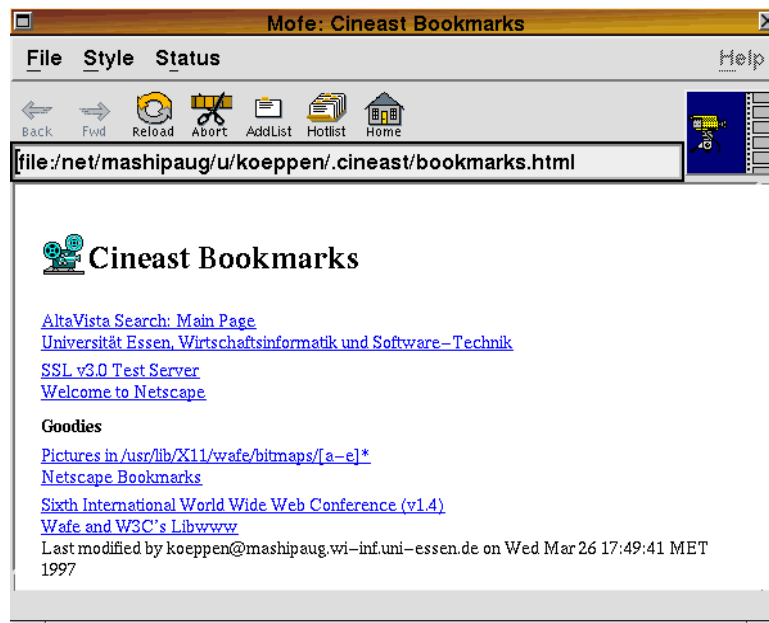 Mofe: Cineast Bookmarks
File Style Status Help
Back Fwd Reload Abort AddList Hotlist Home
file:/net/mashipaug/u/koeppen/.cineast/bookmarks.html
Cineast Bookmarks
AltaVista Search: Main Page
Universität Essen, Wirtschaftsinformatik und Software–Technik
SSL v3.0 Test Server
Welcome to Netscape
Goodies
Pictures in /usr/lib/X11/wafe/bitmaps/[a–e]*
Netscape Bookmarks
Sixth International World Wide Web Conference (v1.4)
Wafe and W3C's Libwww
Last modified by koeppen@mashipaug.wi–inf.uni–essen.de on Wed Mar 26 17:49:41 MET
1997